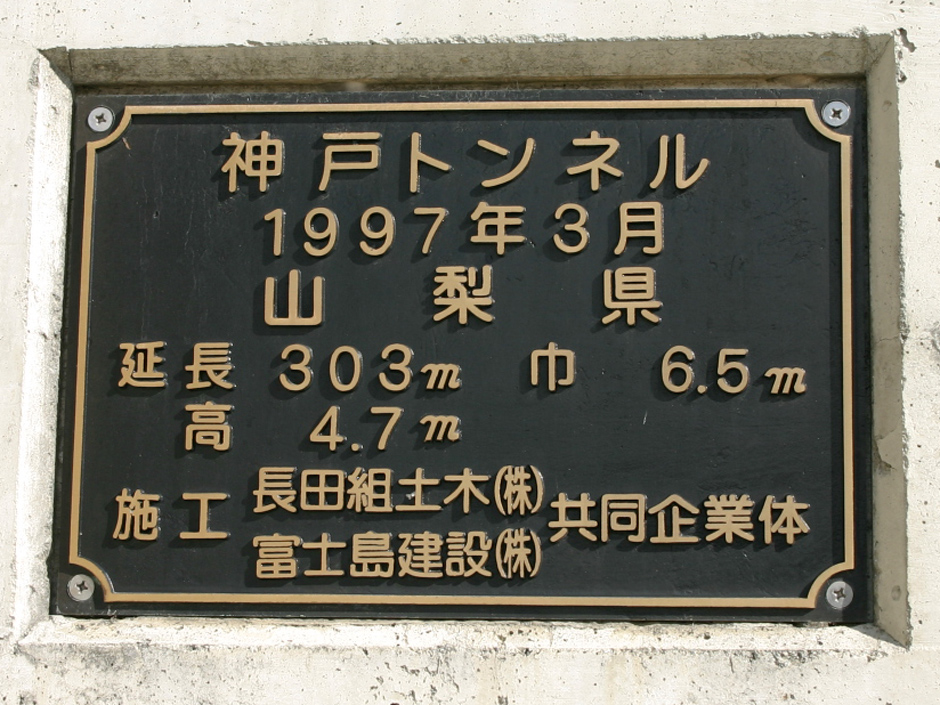 神戸トンネル
1997年3月
山梨県
延長 303m 巾 6.5m
高 4.7m
施工 長田組土木㈱ 共同企業体
富士島建設㈱